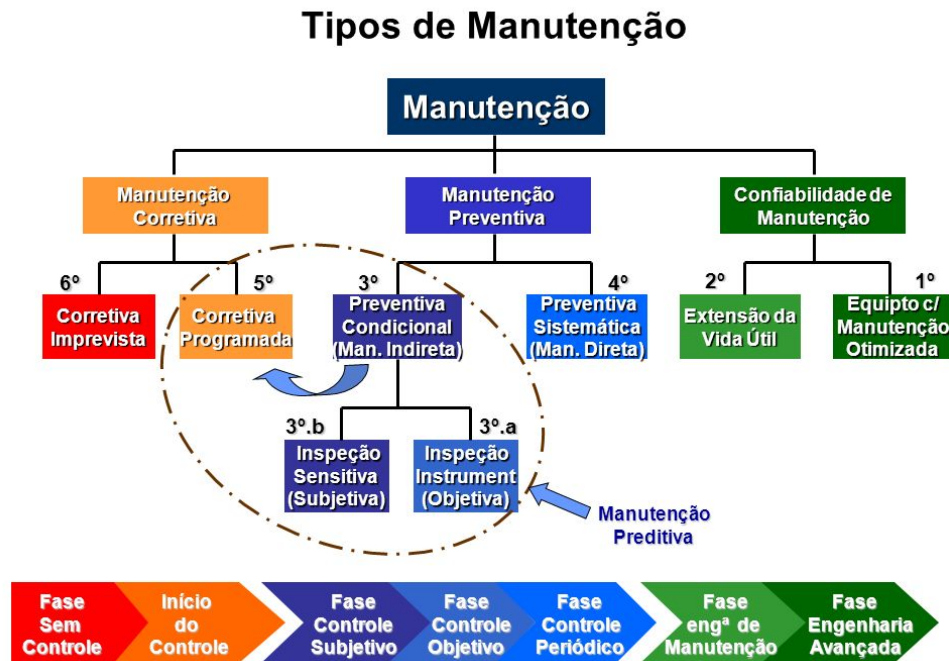 Tipos de Manutenção
Manutenção
Manutenção
Corretiva
Manutenção
Preventiva
Confiabilidade de
Manutenção
6º
5º
3º
4º
2º
1º
Corretiva
Imprevista
Corretiva
Programada
Preventiva
Condicional
(Man. Indireta)
Preventiva
Sistemática
(Man. Direta)
Extensão da
Vida Útil
Equipto c/
Manutenção
Otimizada
3º.b
3º.a
Inspeção
Sensitiva
(Subjetiva)
Inspeção
Instrument
(Objetiva)
Manutenção
Preditiva
Fase
Sem
Controle
Início
do
Controle
Fase
Controle
Subjetivo
Fase
Controle
Objetivo
Fase
Controle
Periódico
Fase
engª de
Manutenção
Fase
Engenharia
Avançada